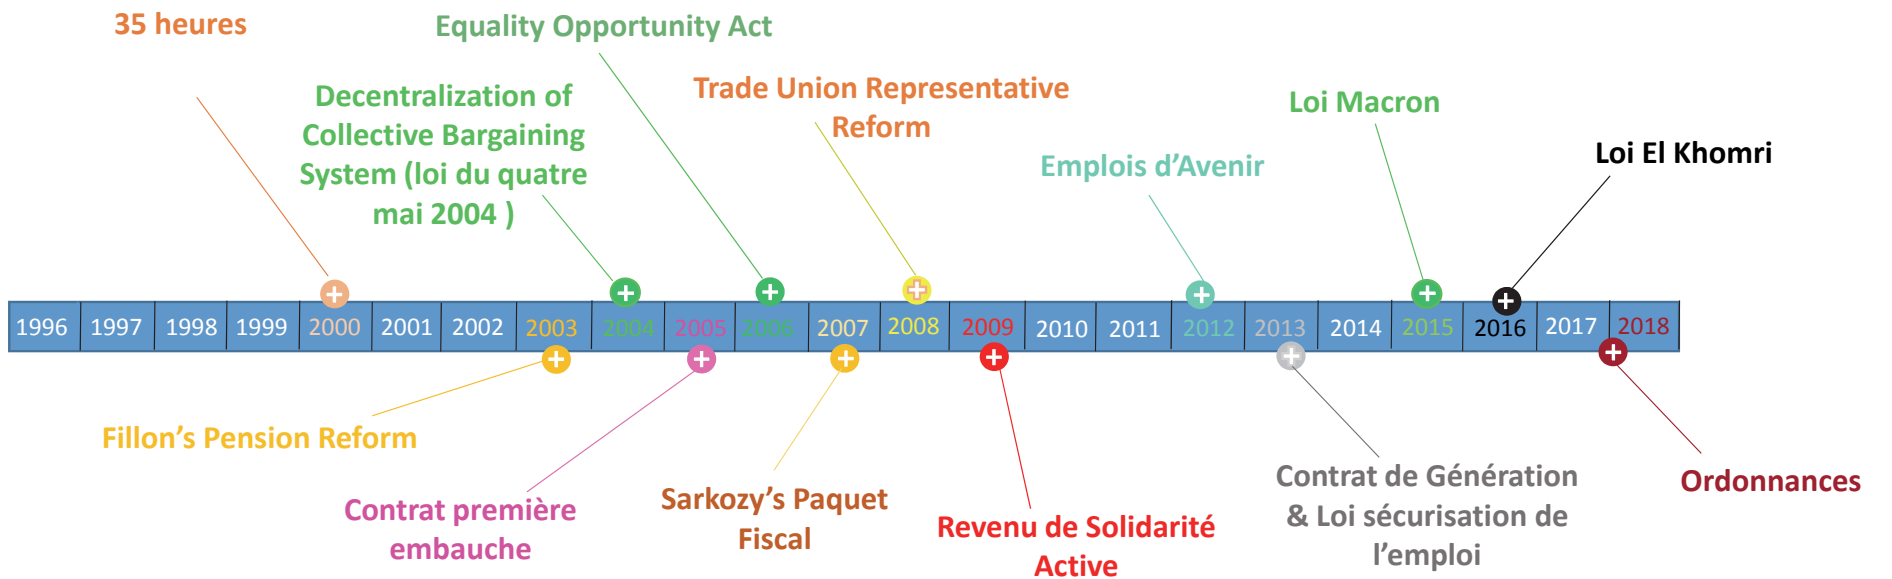 35 heures
Equality Opportunity Act
Decentralization of
Collective Bargaining
System (loi du quatre
mai 2004 )
Trade Union Representative
Reform
Emplois d’Avenir
Loi Macron
Loi El Khomri
1996 1997 1998 1999 2000 2001 2002 2003 2004 2005 2006 2007 2008 2009 2010 2011 2012 2013 2014 2015 2016 2017 2018
Fillon’s Pension Reform
Contrat première
embauche
Sarkozy’s Paquet
Fiscal
Revenu de Solidarité
Active
Contrat de Génération
& Loi sécurisation de
l’emploi
Ordonnances